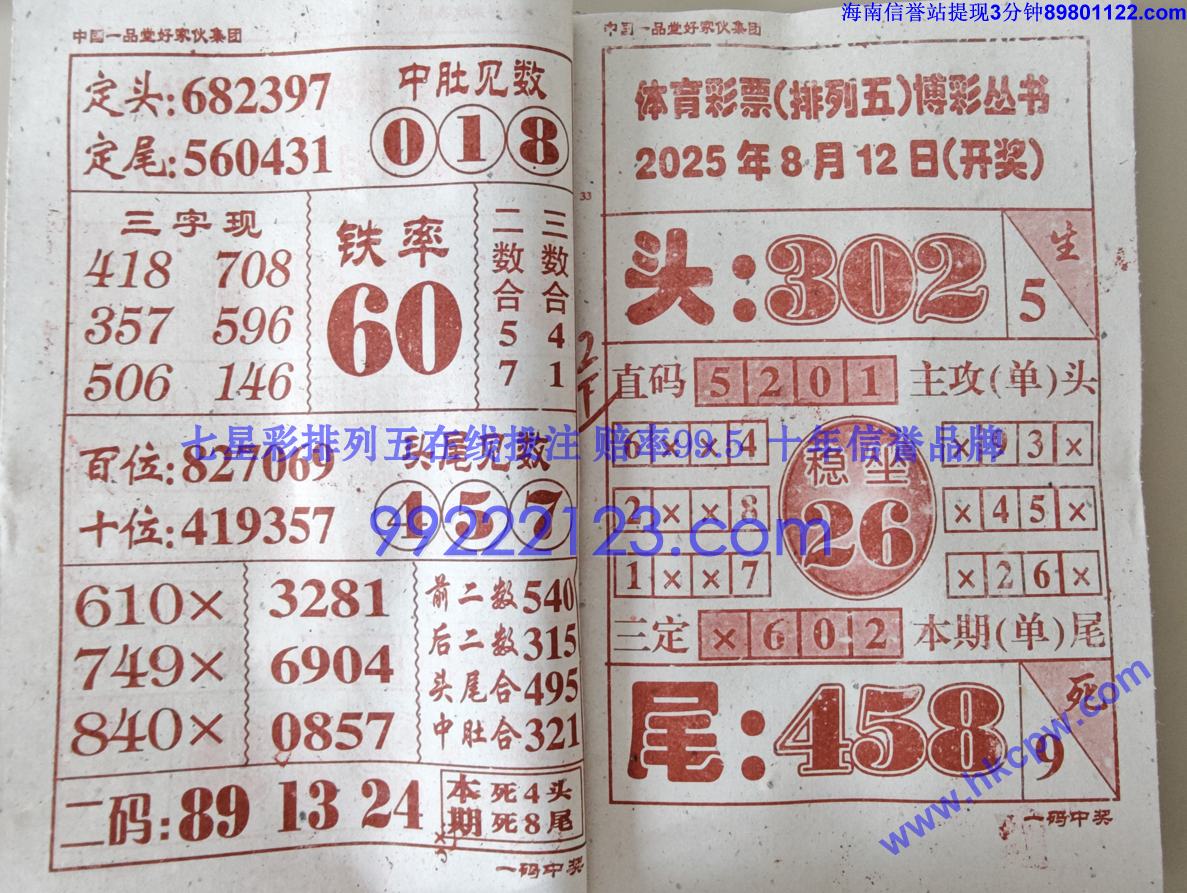 海南信誉站提现3分钟89801122.com
中国一品堂好家伙集团
定头:682397
定尾:560431
中肚见数
0 1 8
三字现
418 708
357 596
506 146
铁率
60
二数合57
三数合41
百位:827069
十位:419357
头尾见数
4 5 7
610×
749×
840×
3281
6904
0857
前二数540
后二数315
头尾合495
中肚合321
二码:89 13 24
本期
死4头
死8尾
一码中奖
中国一品堂好家伙集团
33
体育彩票(排列五)博彩丛书
2025年8月12日(开奖)
头:302
生
5
直码 5201 主攻(单)头
6××4
2××8
1××7
稳坐
26
×93×
×45×
×26×
三定 ×602 本期(单)尾
尾:458
死
9
一码中奖
七星彩排列五在线投注 赔率99.5 十年信誉品牌
99222123.com
www.hkcpw.com